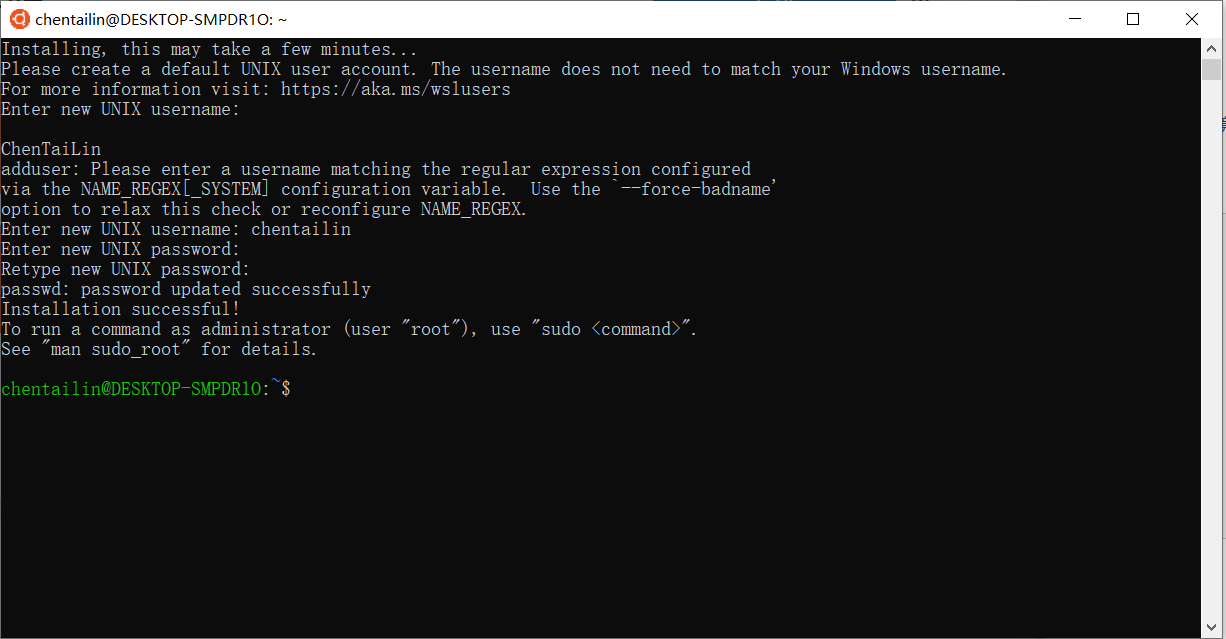 chentailin@DESKTOP-SMPDR1O: ~
Installing, this may take a few minutes...
Please create a default UNIX user account. The username does not need to match your Windows username.
For more information visit: https://aka.ms/wslusers
Enter new UNIX username:
ChenTaiLin
adduser: Please enter a username matching the regular expression configured
via the NAME_REGEX[_SYSTEM] configuration variable.  Use the `--force-badname'
option to relax this check or reconfigure NAME_REGEX.
Enter new UNIX username: chentailin
Enter new UNIX password:
Retype new UNIX password:
passwd: password updated successfully
Installation successful!
To run a command as administrator (user "root"), use "sudo <command>".
See "man sudo_root" for details.
chentailin@DESKTOP-SMPDR1O:~$